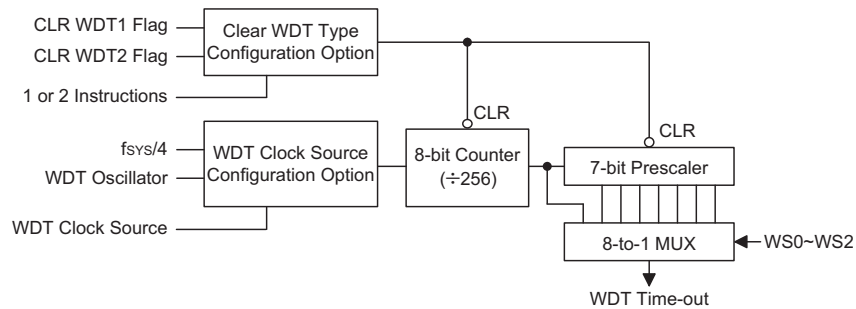 CLR WDT1 Flag
CLR WDT2 Flag
1 or 2 Instructions
Clear WDT Type
Configuration Option
CLR
CLR
fSYS/4
WDT Oscillator
WDT Clock Source
WDT Clock Source
Configuration Option
8-bit Counter
(÷256)
7-bit Prescaler
8-to-1 MUX
WS0~WS2
WDT Time-out